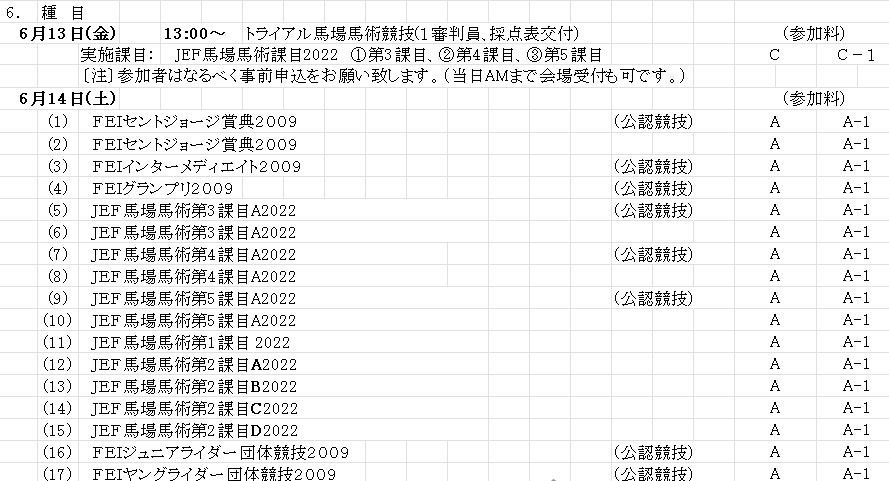 6. 種 目
6月13日(金) 13:00〜 トライアル馬場馬術競技(1審判員、採点表交付) (参加料)
実施課目: JEF馬場馬術課目2022 ①第3課目、②第4課目、③第5課目 C C-1
〔注〕参加者はなるべく事前申込をお願い致します。(当日AMまで会場受付も可です。)
6月14日(土) (参加料)
(1) FEIセントジョージ賞典2009 (公認競技) A A-1
(2) FEIセントジョージ賞典2009 A A-1
(3) FEIインターメディエイト2009 (公認競技) A A-1
(4) FEIグランプリ2009 (公認競技) A A-1
(5) JEF馬場馬術第3課目A2022 (公認競技) A A-1
(6) JEF馬場馬術第3課目A2022 A A-1
(7) JEF馬場馬術第4課目A2022 (公認競技) A A-1
(8) JEF馬場馬術第4課目A2022 A A-1
(9) JEF馬場馬術第5課目A2022 (公認競技) A A-1
(10) JEF馬場馬術第5課目A2022 A A-1
(11) JEF馬場馬術第1課目 2022 A A-1
(12) JEF馬場馬術第2課目A2022 A A-1
(13) JEF馬場馬術第2課目B2022 A A-1
(14) JEF馬場馬術第2課目C2022 A A-1
(15) JEF馬場馬術第2課目D2022 A A-1
(16) FEIジュニアライダー団体競技2009 (公認競技) A A-1
(17) FEIヤングライダー団体競技2009 (公認競技) A A-1